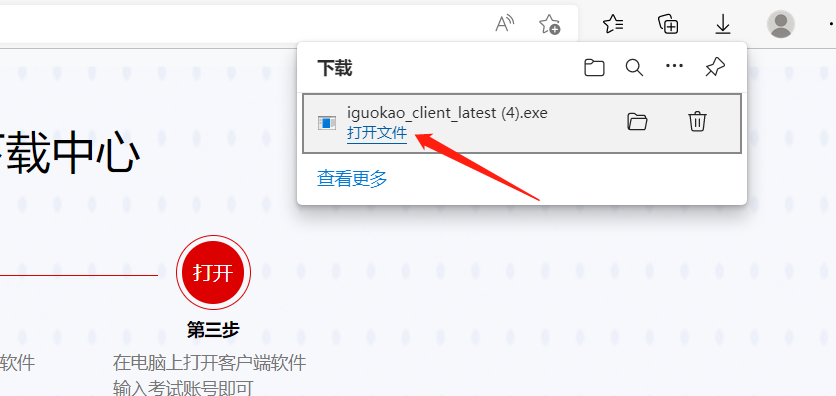 下载
iguokao_client_latest (4).exe
打开文件
查看更多
下载中心
打开
第三步
软件
在电脑上打开客户端软件
输入考试账号即可